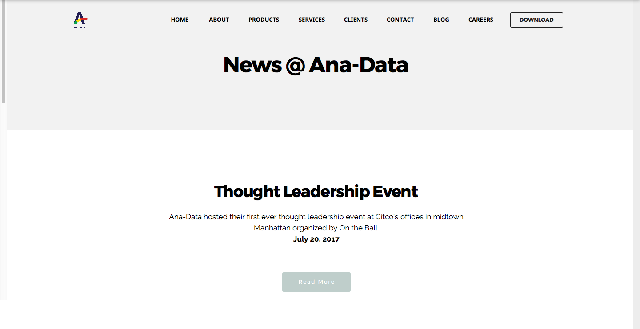 HOME ABOUT PRODUCTS SERVICES CLIENTS CONTACT BLOG CAREERS DOWNLOAD
News @ Ana-Data
Thought Leadership Event
Ana-Data hosted their first ever thought leadership event at Citco's offices in midtown
Manhattan organized by On the Ball
July 20, 2017
Read More